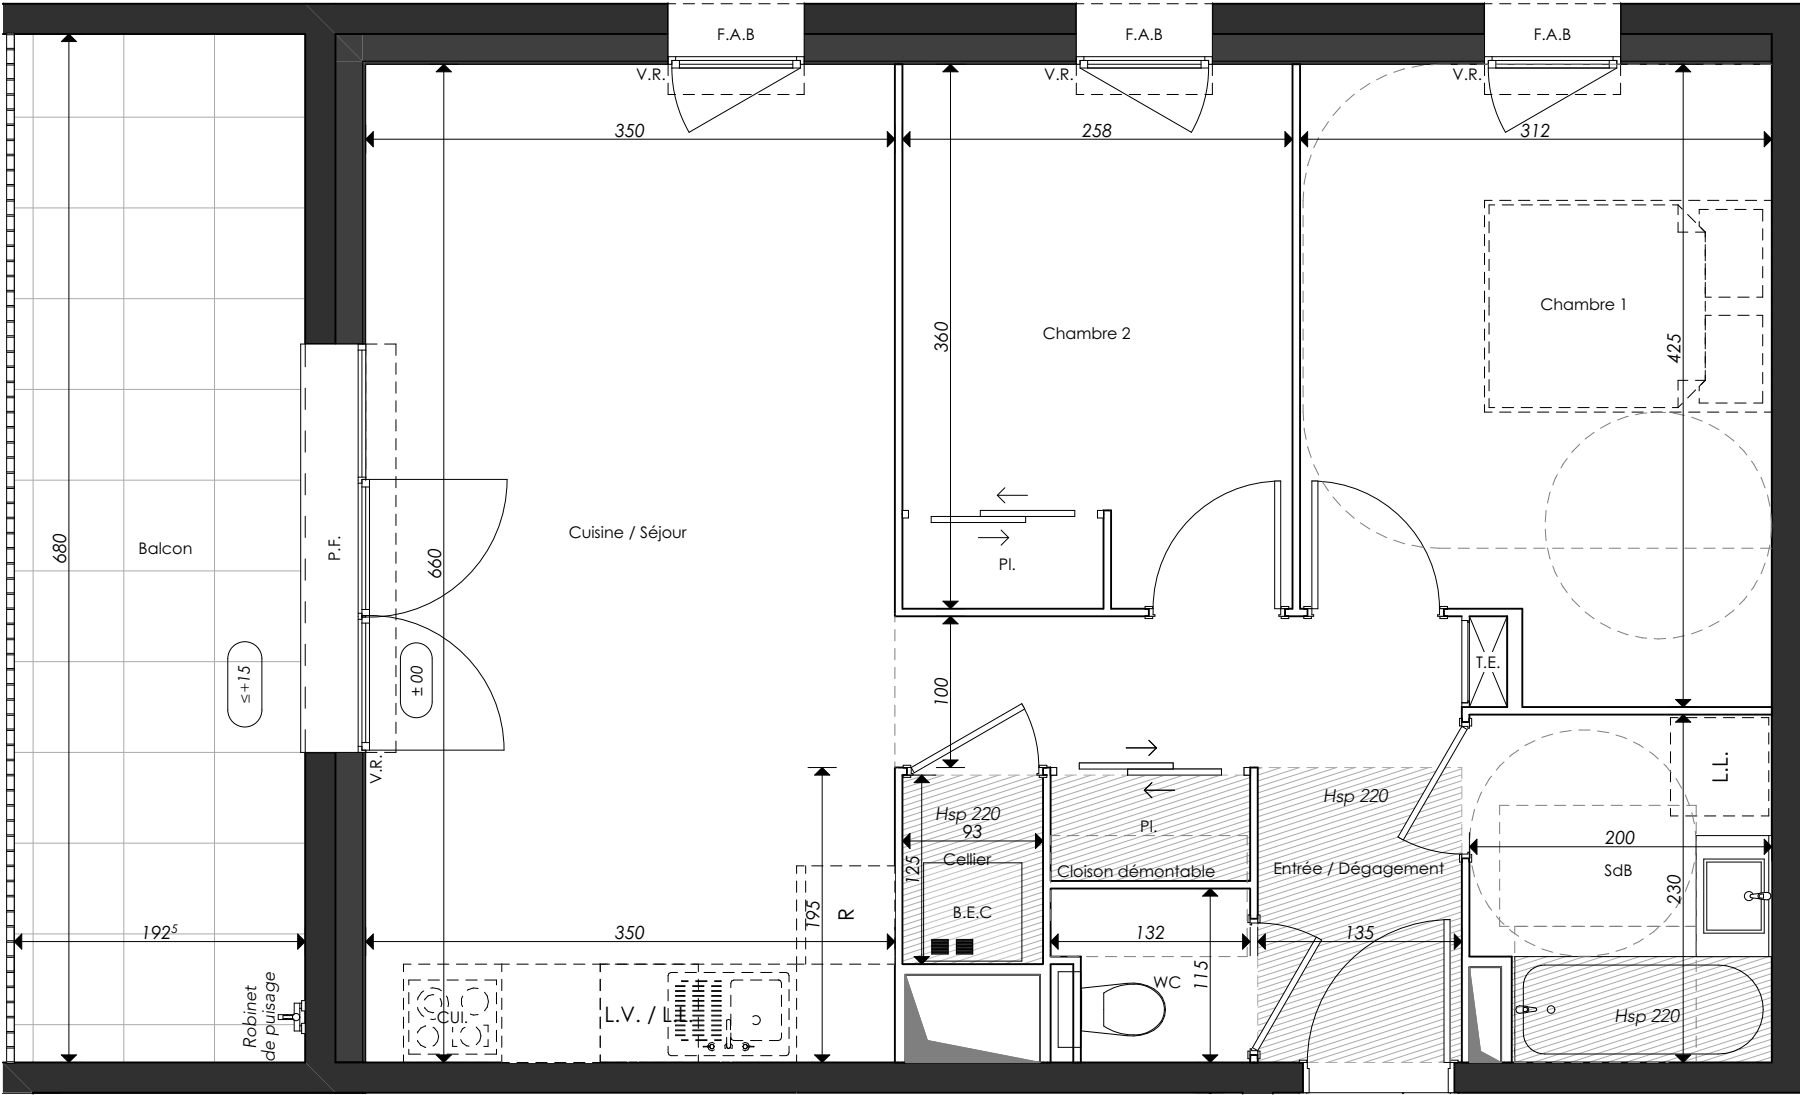 F.A.B
F.A.B
F.A.B
V.R.
V.R.
V.R.
350
258
312
Chambre 1
Chambre 2
360
425
Cuisine / Séjour
Balcon
680
P.F.
660
Pl.
≤+15
±00
T.E.
100
V.R.
L.L.
Hsp 220
Hsp 220
93
Pl.
200
Cellier
125
Cloison démontable
Entrée / Dégagement
SdB
230
195
R
B.E.C
192⁵
350
132
135
115
WC
Robinet
de puisage
CUI.
L.V. / L.L.
Hsp 220